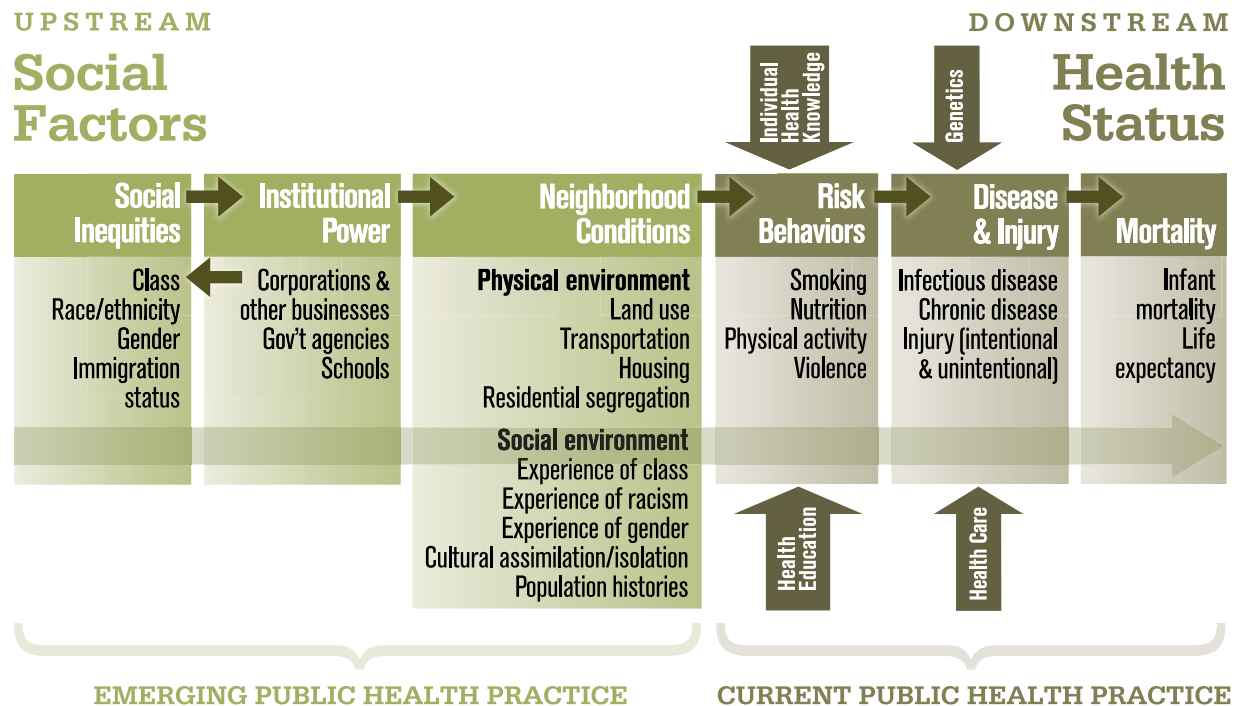 UPSTREAM
Social
Factors
DOWNSTREAM
Health
Status
Individual
Health
Knowledge
Genetics
Social
Inequities
Class
Race/ethnicity
Gender
Immigration
status
Institutional
Power
Corporations &
other businesses
Gov't agencies
Schools
Neighborhood
Conditions
Physical environment
Land use
Transportation
Housing
Residential segregation
Social environment
Experience of class
Experience of racism
Experience of gender
Cultural assimilation/isolation
Population histories
Risk
Behaviors
Smoking
Nutrition
Physical activity
Violence
Disease
& Injury
Infectious disease
Chronic disease
Injury (intentional
& unintentional)
Mortality
Infant
mortality
Life
expectancy
Health
Education
Health Care
EMERGING PUBLIC HEALTH PRACTICE
CURRENT PUBLIC HEALTH PRACTICE